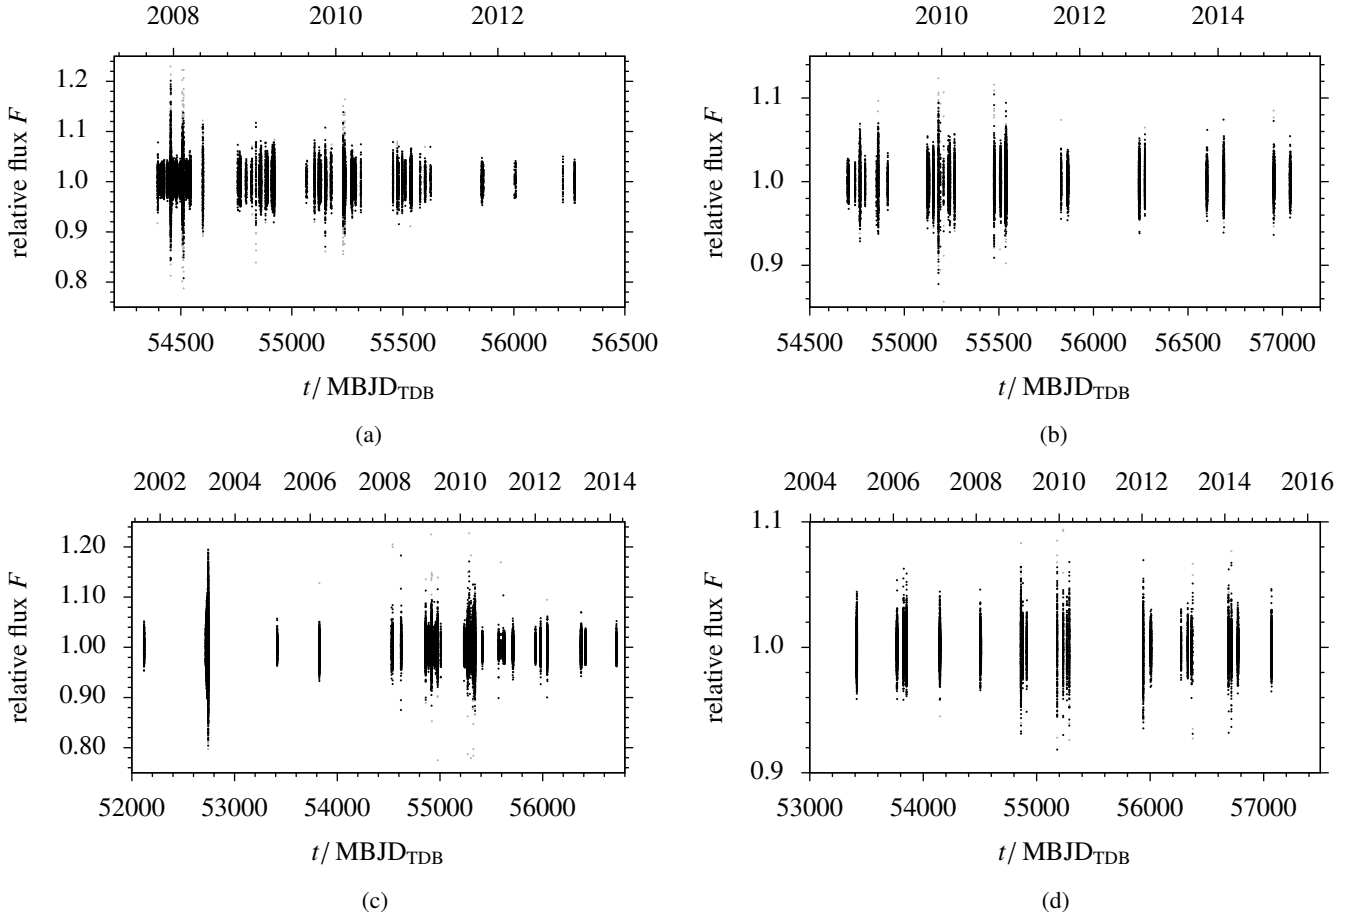 2008 2010 2012
1.2
1.1
1.0
0.9
0.8
relative flux F
54500 55000 55500 56000 56500
t/ MBJD_TDB
(a)
2010 2012 2014
1.1
1.0
0.9
relative flux F
54500 55000 55500 56000 56500 57000
t/ MBJD_TDB
(b)
2002 2004 2006 2008 2010 2012 2014
1.20
1.10
1.00
0.90
0.80
relative flux F
52000 53000 54000 55000 56000
t/ MBJD_TDB
(c)
2004 2006 2008 2010 2012 2014 2016
1.1
1.0
0.9
relative flux F
53000 54000 55000 56000 57000
t/ MBJD_TDB
(d)